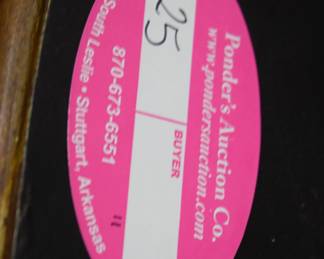 Ponder's Auction Co.
www.pondersauction.com
BUYER
25
870-673-6551
South Leslie • Stuttgart, Arkansas